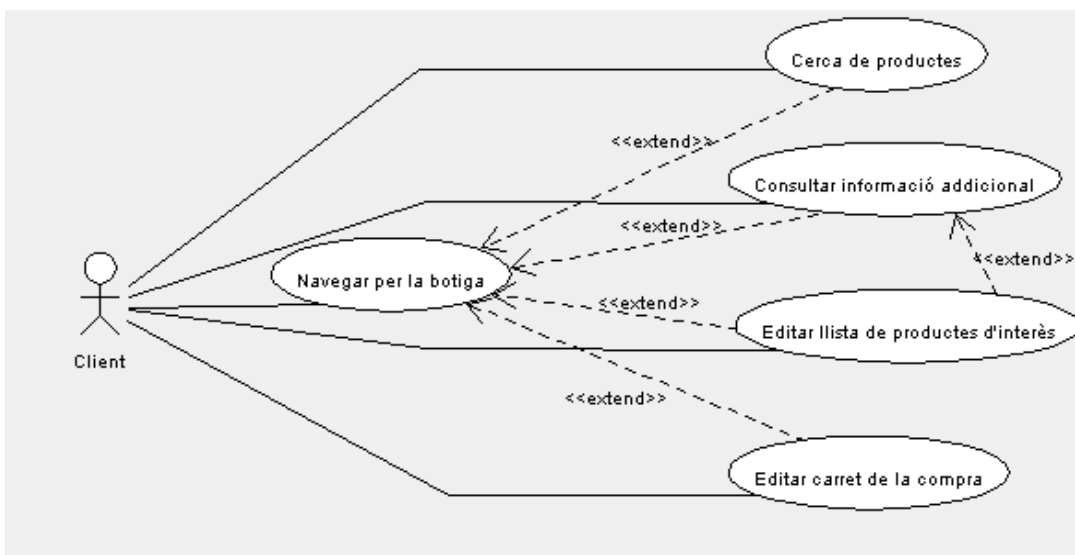 Cerca de productes
<<extend>>
Consultar informació addicional
<<extend>>
Navegar per la botiga
<<extend>>
<<extend>>
Editar llista de productes d'interès
Client
<<extend>>
Editar carret de la compra